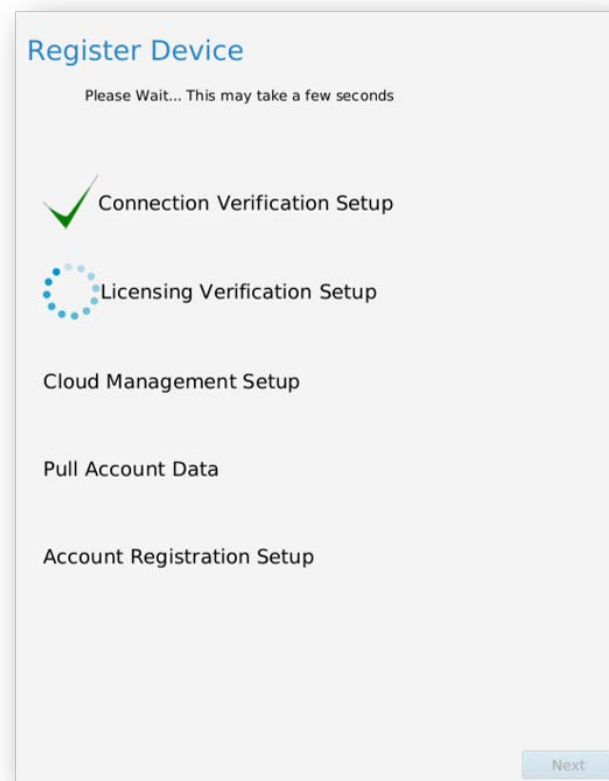 Register Device
Please Wait... This may take a few seconds
Connection Verification Setup
Licensing Verification Setup
Cloud Management Setup
Pull Account Data
Account Registration Setup
Next